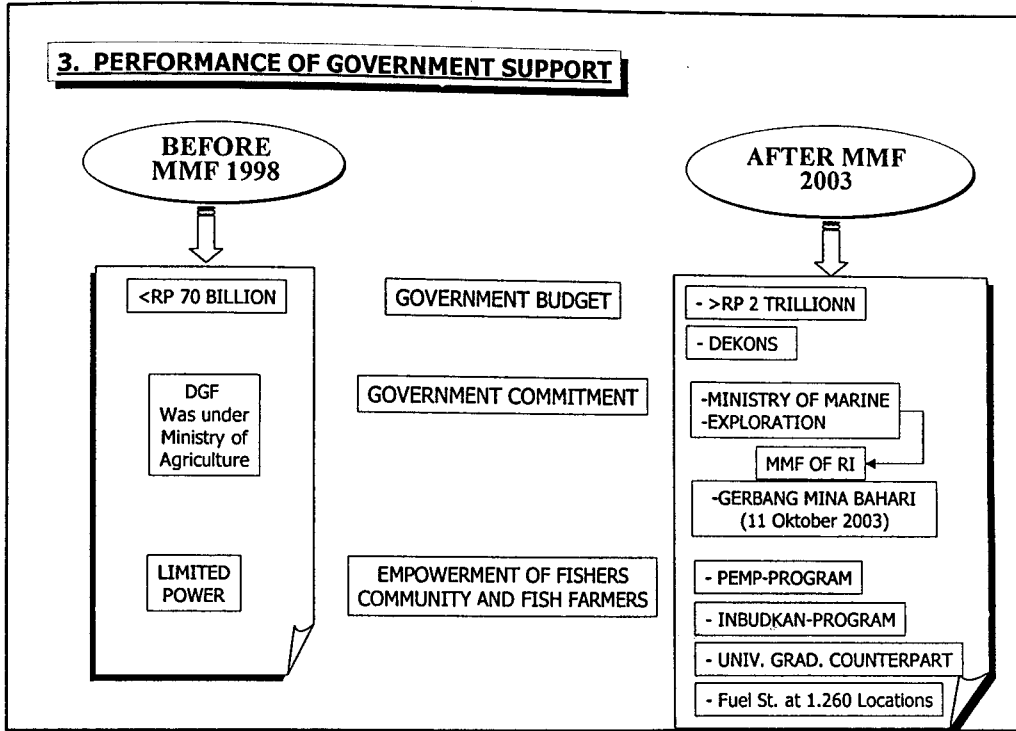 3. PERFORMANCE OF GOVERNMENT SUPPORT
BEFORE
MMF 1998
AFTER MMF
2003
<RP 70 BILLION
GOVERNMENT BUDGET
- >RP 2 TRILLIONN
- DEKONS
DGF
Was under
Ministry of
Agriculture
GOVERNMENT COMMITMENT
-MINISTRY OF MARINE
-EXPLORATION
MMF OF RI
-GERBANG MINA BAHARI
(11 Oktober 2003)
LIMITED
POWER
EMPOWERMENT OF FISHERS
COMMUNITY AND FISH FARMERS
- PEMP-PROGRAM
- INBUDKAN-PROGRAM
- UNIV. GRAD. COUNTERPART
- Fuel St. at 1.260 Locations